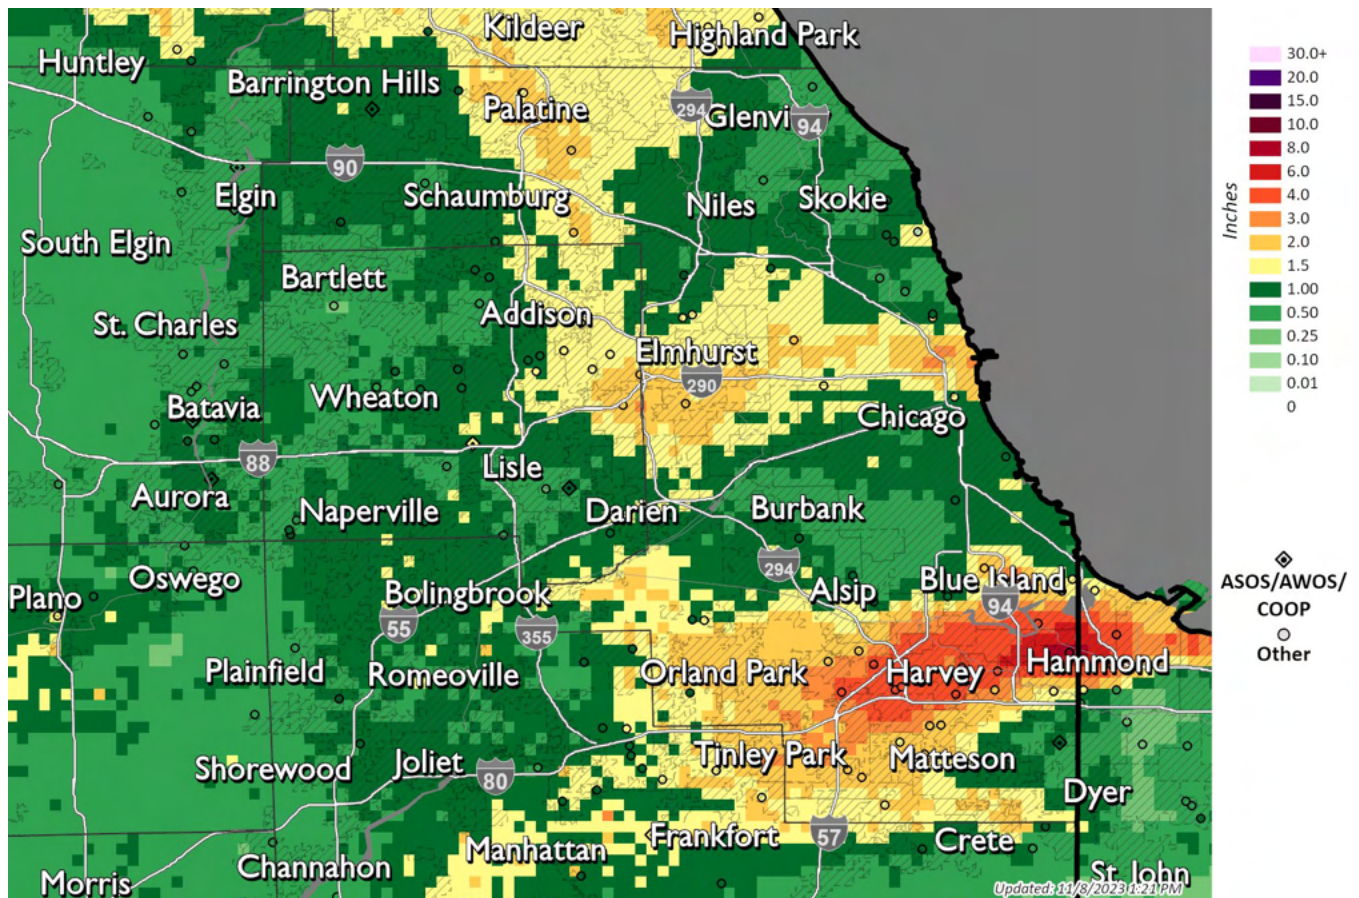 Kildeer
Highland Park
Huntley
Barrington Hills
Palatine
294
Glenvi
94
90
Elgin
Schaumburg
Niles
Skokie
South Elgin
Bartlett
St. Charles
Addison
Elmhurst
290
Batavia
Wheaton
Chicago
88
Lisle
Aurora
Naperville
Darien
Burbank
294
Oswego
Plano
Bolingbrook
Alsip
Blue Island
94
55
355
Plainfield
Romeoville
Orland Park
Harvey
Hammond
Shorewood
Joliet
80
Tinley Park
Matteson
Dyer
57
Manhattan
Frankfort
Crete
Channahon
Morris
St. John
Updated: 11/8/2023 1:21 PM
Inches
30.0+
20.0
15.0
10.0
8.0
6.0
4.0
3.0
2.0
1.5
1.00
0.50
0.25
0.10
0.01
0
ASOS/AWOS/
COOP
Other